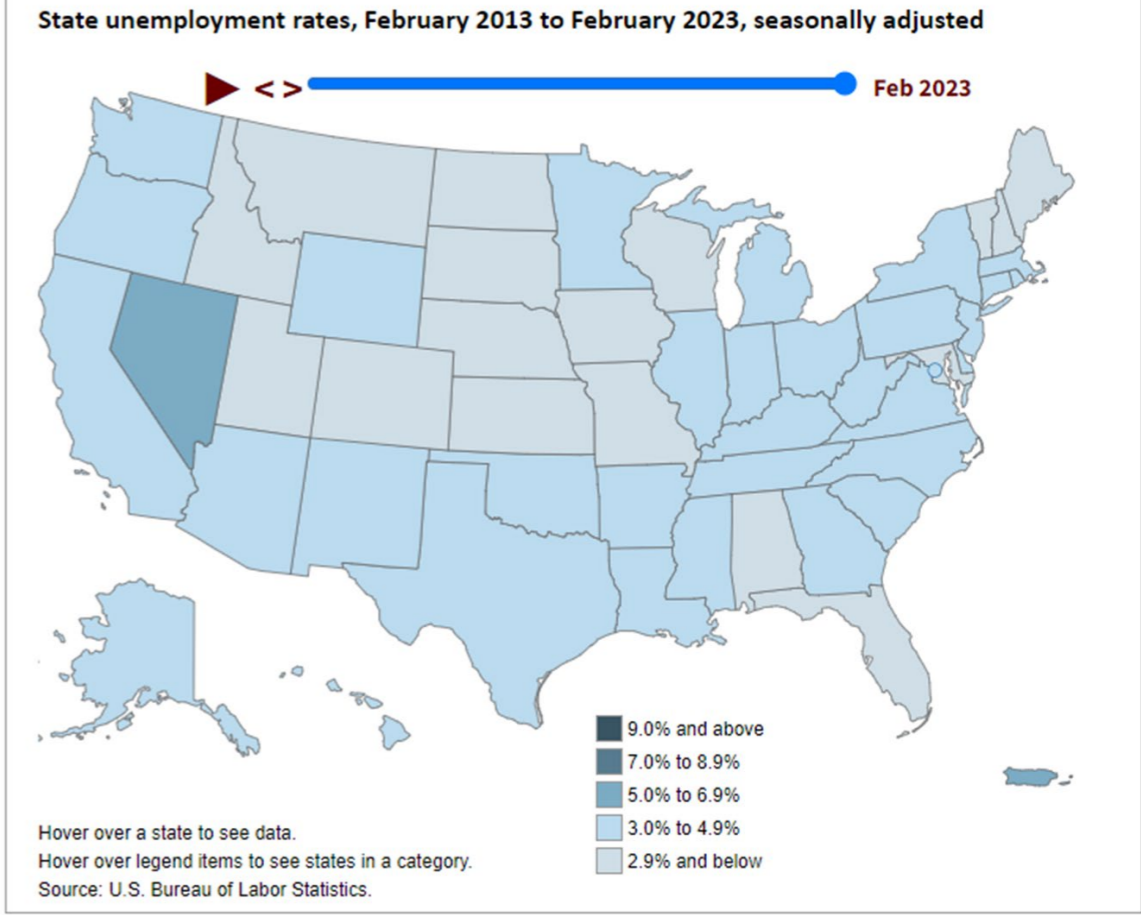 State unemployment rates, February 2013 to February 2023, seasonally adjusted
< >
Feb 2023
9.0% and above
7.0% to 8.9%
5.0% to 6.9%
3.0% to 4.9%
2.9% and below
Hover over a state to see data.
Hover over legend items to see states in a category.
Source: U.S. Bureau of Labor Statistics.